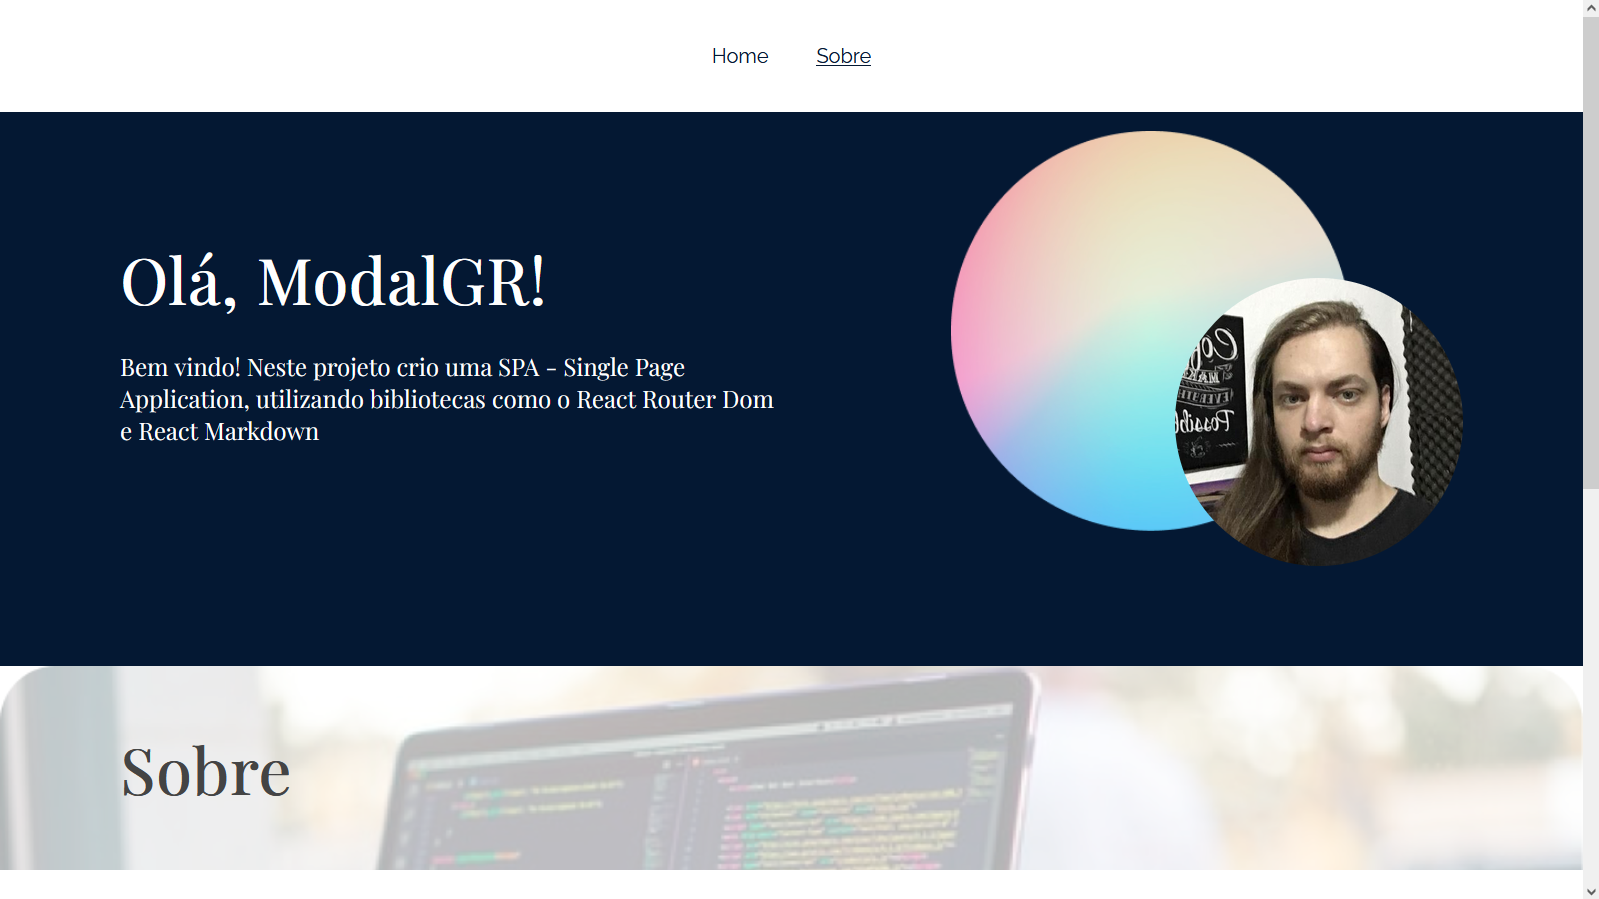 Home Sobre
Olá, ModalGR!
Bem vindo! Neste projeto crio uma SPA - Single Page
Application, utilizando bibliotecas como o React Router Dom
e React Markdown
Sobre